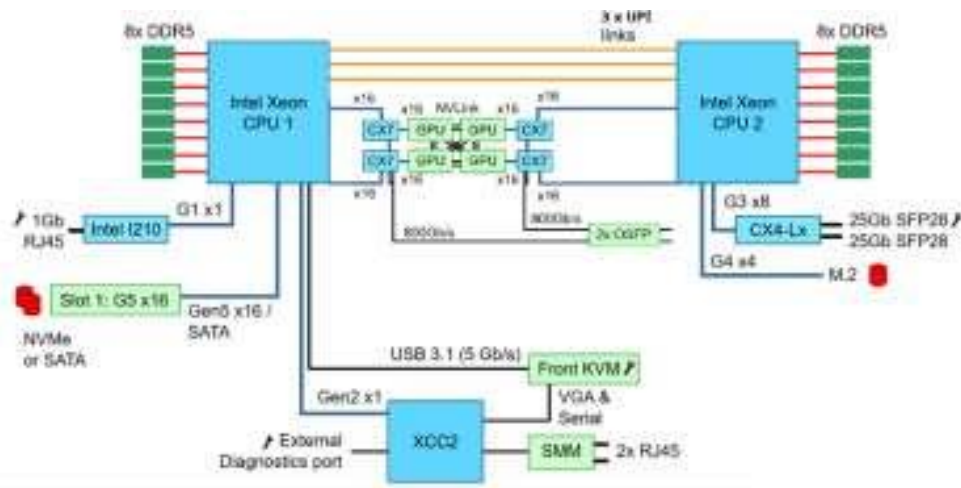 8x DDR5
3 x UPI
links
8x DDR5
Intel Xeon
CPU 1
Intel Xeon
CPU 2
x16
x16
NVLink
x16
x16
CX7
GPU
GPU
CX7
CX7
GPU
GPU
CX7
x16
x16
x16
x16
G1 x1
1Gb
RJ45
Intel I210
800Gb/s
800Gb/s
2x OSFP
G3 x8
CX4-Lx
25Gb SFP28
25Gb SFP28
G4 x4
M.2
Slot 1: G5 x16
Gen5 x16 /
SATA
NVMe
or SATA
USB 3.1 (5 Gb/s)
Front KVM
Gen2 x1
VGA &
Serial
XCC2
External
Diagnostics port
SMM
2x RJ45